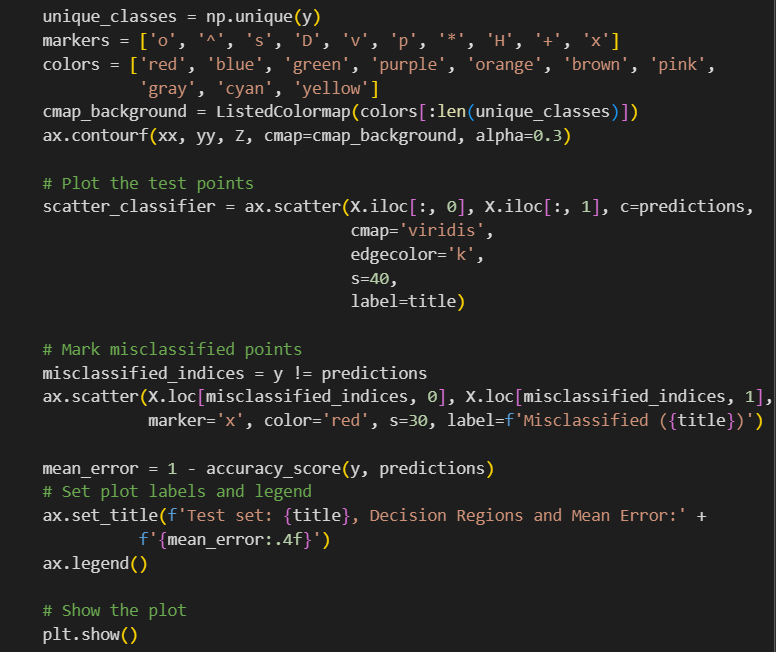 unique_classes = np.unique(y)
markers = ['o', '^', 's', 'D', 'v', 'p', '*', 'H', '+', 'x']
colors = ['red', 'blue', 'green', 'purple', 'orange', 'brown', 'pink',
          'gray', 'cyan', 'yellow']
cmap_background = ListedColormap(colors[:len(unique_classes)])
ax.contourf(xx, yy, Z, cmap=cmap_background, alpha=0.3)

# Plot the test points
scatter_classifier = ax.scatter(X.iloc[:, 0], X.iloc[:, 1], c=predictions,
                                cmap='viridis',
                                edgecolor='k',
                                s=40,
                                label=title)

# Mark misclassified points
misclassified_indices = y != predictions
ax.scatter(X.loc[misclassified_indices, 0], X.loc[misclassified_indices, 1],
           marker='x', color='red', s=30, label=f'Misclassified ({title})')

mean_error = 1 - accuracy_score(y, predictions)
# Set plot labels and legend
ax.set_title(f'Test set: {title}, Decision Regions and Mean Error:' +
          f'{mean_error:.4f}')
ax.legend()

# Show the plot
plt.show()